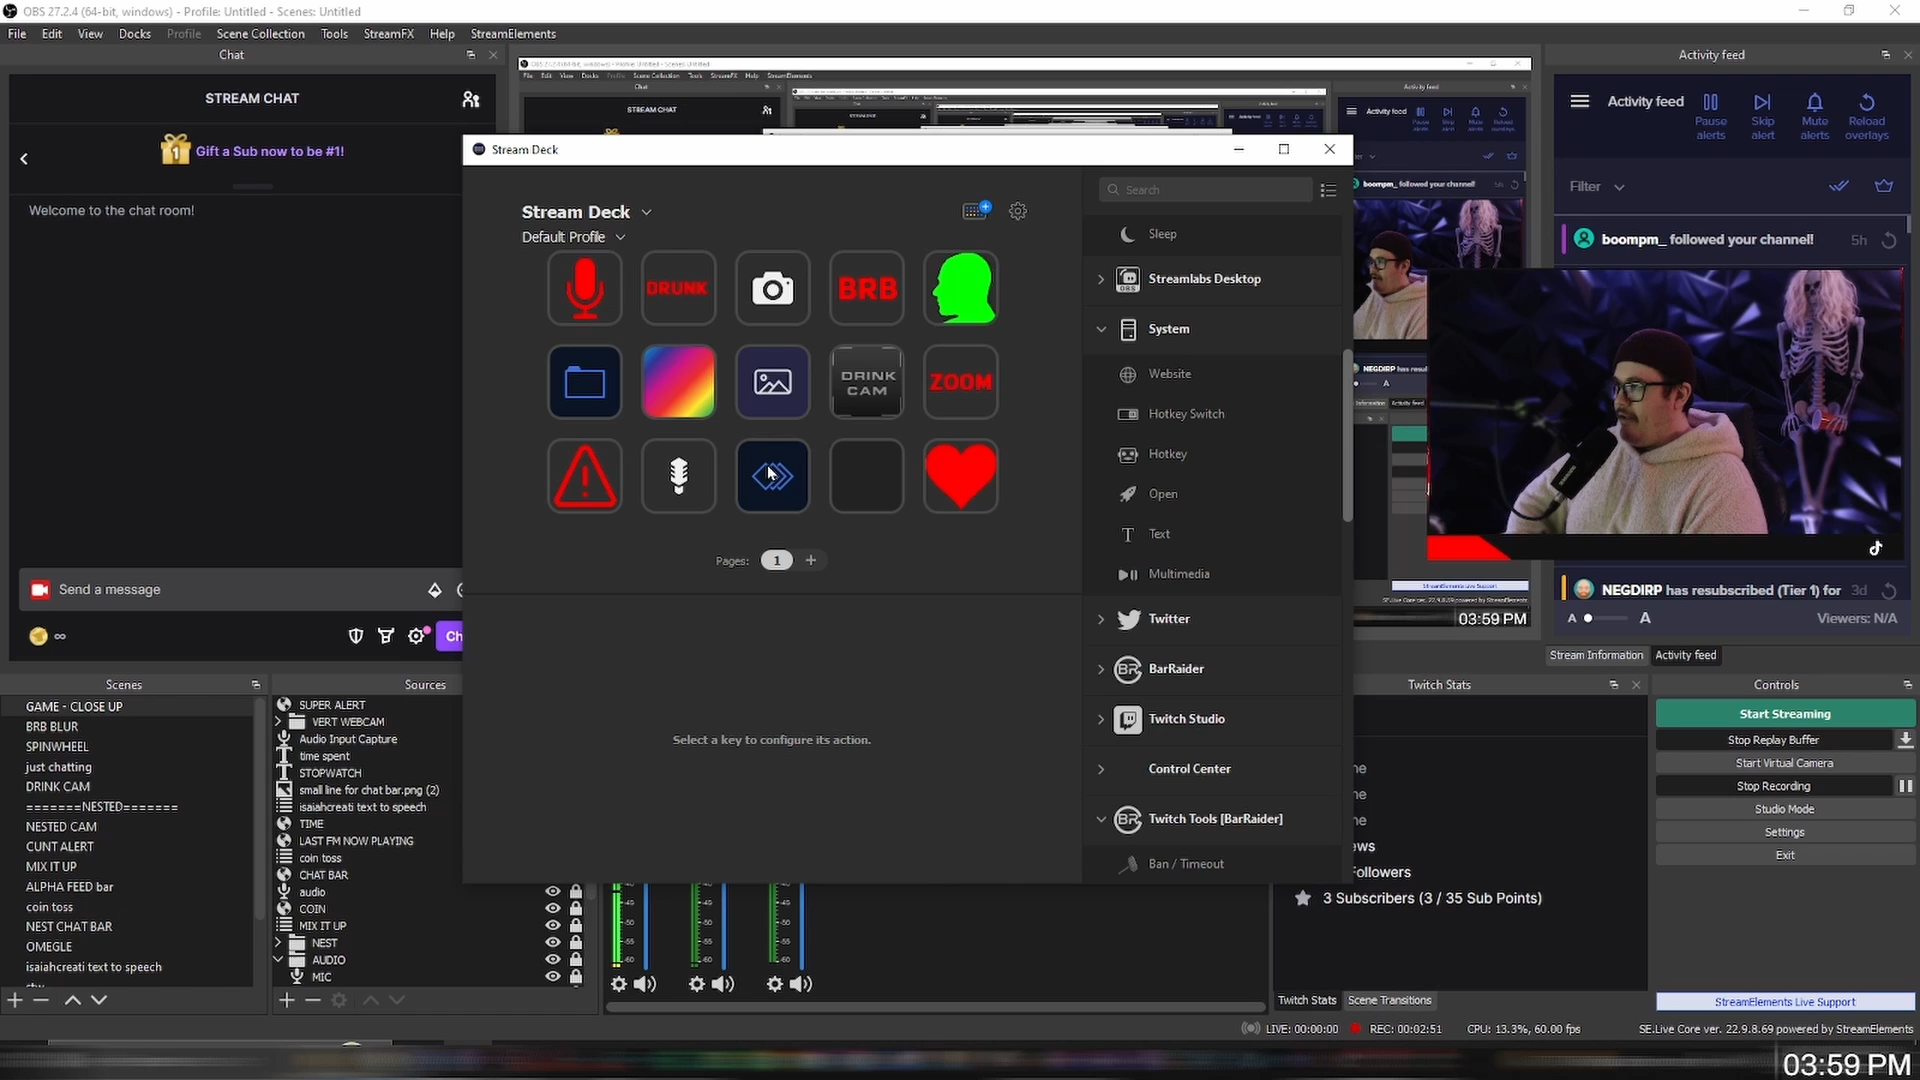 OBS 27.2.4 (64-bit, windows) - Profile: Untitled - Scenes: Untitled
File Edit View Docks Profile Scene Collection Tools StreamFX Help StreamElements
Chat
STREAM CHAT
1
Gift a Sub now to be #1!
Welcome to the chat room!
Send a message
∞
Ch
Stream Deck
Stream Deck
Default Profile
DRUNK
BRB
DRINK
CAM
ZOOM
Pages: 1 +
Select a key to configure its action.
Search
Sleep
Streamlabs Desktop
System
Website
Hotkey Switch
Hotkey
Open
Text
Multimedia
Twitter
BarRaider
Twitch Studio
Control Center
Twitch Tools [BarRaider]
Ban / Timeout
Activity feed
Activity feed
Pause alerts
Skip alert
Mute alerts
Reload overlays
Filter
boompm_ followed your channel! 5h
NEGDIRP has resubscribed (Tier 1) for 3d
A A Viewers: N/A
Stream Information Activity feed
03:59 PM
Scenes
GAME - CLOSE UP
BRB BLUR
SPINWHEEL
just chatting
DRINK CAM
=======NESTED=======
NESTED CAM
CUNT ALERT
MIX IT UP
ALPHA FEED bar
coin toss
NEST CHAT BAR
OMEGLE
isaiahcreati text to speech
Sources
SUPER ALERT
VERT WEBCAM
Audio Input Capture
time spent
STOPWATCH
small line for chat bar.png (2)
isaiahcreati text to speech
TIME
LAST FM NOW PLAYING
coin toss
CHAT BAR
audio
COIN
MIX IT UP
NEST
AUDIO
MIC
-45
-50
-55
-60
Twitch Stats
me
ne
ne
ews
Followers
3 Subscribers (3 / 35 Sub Points)
Twitch Stats Scene Transitions
Controls
Start Streaming
Stop Replay Buffer
Start Virtual Camera
Stop Recording
Studio Mode
Settings
Exit
StreamElements Live Support
LIVE: 00:00:00 REC: 00:02:51 CPU: 13.3%, 60.00 fps SE.Live Core ver. 22.9.8.69 powered by StreamElements
03:59 PM